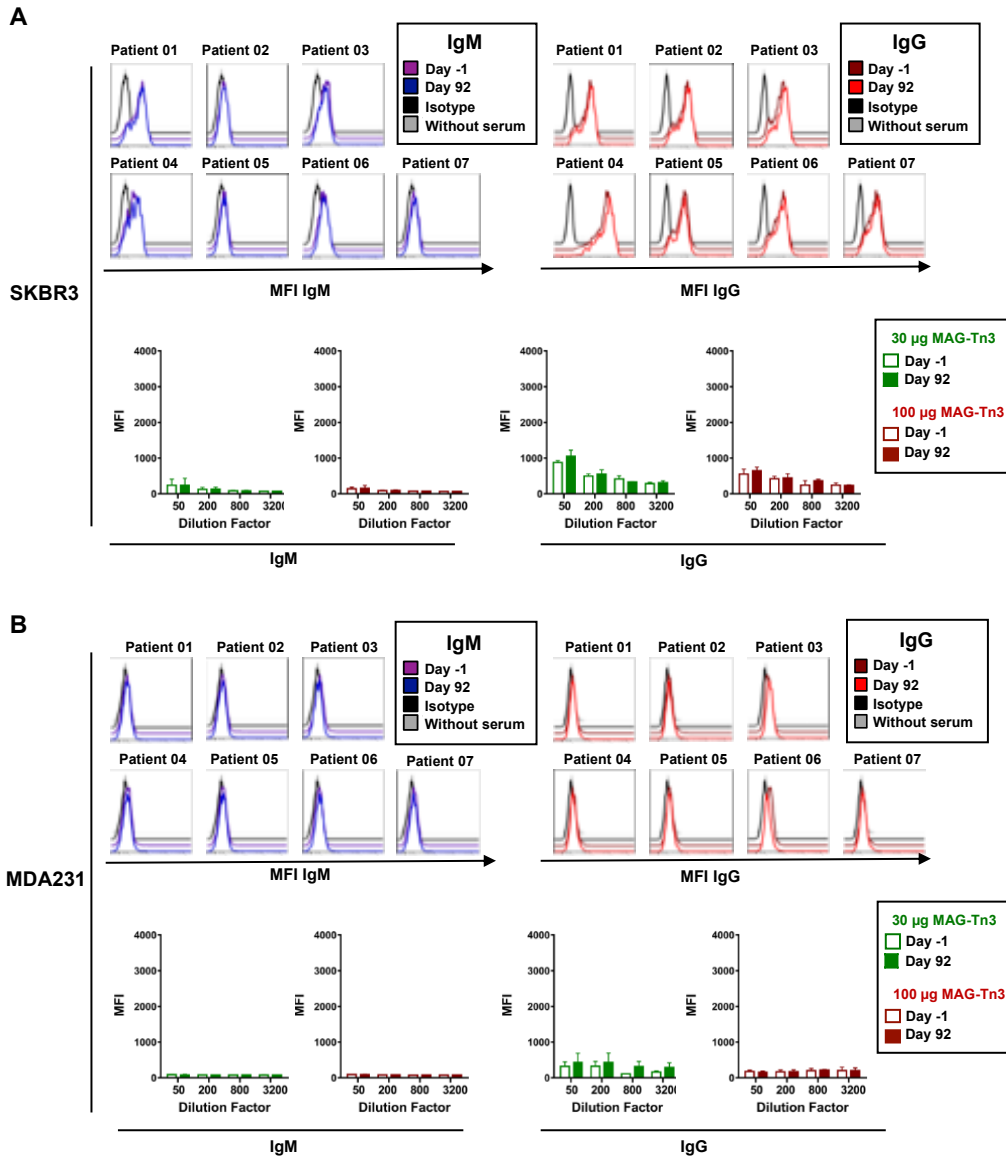 A
Patient 01 Patient 02 Patient 03
IgM
Day -1
Day 92
Isotype
Without serum
Patient 01 Patient 02 Patient 03
IgG
Day -1
Day 92
Isotype
Without serum
Patient 04 Patient 05 Patient 06 Patient 07
Patient 04 Patient 05 Patient 06 Patient 07
MFI IgM
MFI IgG
SKBR3
30 µg MAG-Tn3
Day -1
Day 92
100 µg MAG-Tn3
Day -1
Day 92
MFI
4000
3000
2000
1000
0
50 200 800 3200
Dilution Factor
MFI
4000
3000
2000
1000
0
50 200 800 3200
Dilution Factor
IgM
MFI
4000
3000
2000
1000
0
50 200 800 3200
Dilution Factor
MFI
4000
3000
2000
1000
0
50 200 800 3200
Dilution Factor
IgG
B
Patient 01 Patient 02 Patient 03
IgM
Day -1
Day 92
Isotype
Without serum
Patient 01 Patient 02 Patient 03
IgG
Day -1
Day 92
Isotype
Without serum
Patient 04 Patient 05 Patient 06 Patient 07
Patient 04 Patient 05 Patient 06 Patient 07
MFI IgM
MFI IgG
MDA231
30 µg MAG-Tn3
Day -1
Day 92
100 µg MAG-Tn3
Day -1
Day 92
MFI
4000
3000
2000
1000
0
50 200 800 3200
Dilution Factor
MFI
4000
3000
2000
1000
0
50 200 800 3200
Dilution Factor
IgM
MFI
4000
3000
2000
1000
0
50 200 800 3200
Dilution Factor
MFI
4000
3000
2000
1000
0
50 200 800 3200
Dilution Factor
IgG